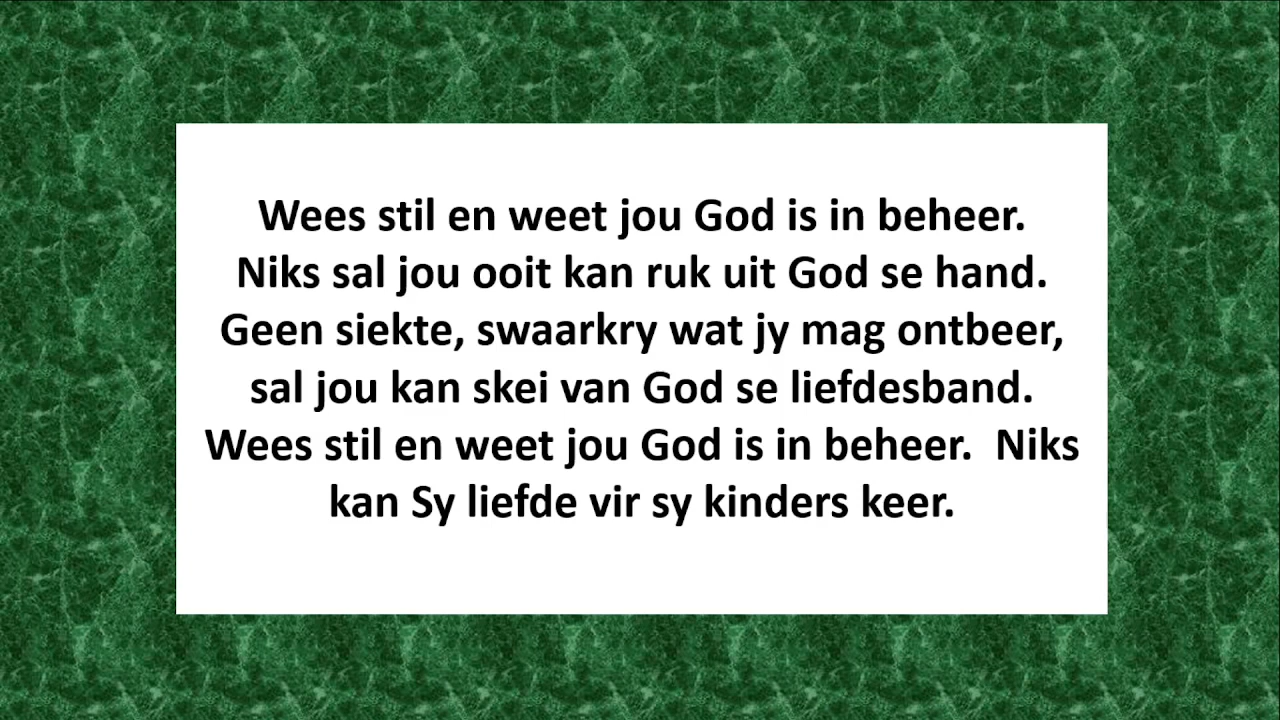 Wees stil en weet jou God is in beheer.
Niks sal jou ooit kan ruk uit God se hand.
Geen siekte, swaarkry wat jy mag ontbeer,
sal jou kan skei van God se liefdesband.
Wees stil en weet jou God is in beheer.  Niks
kan Sy liefde vir sy kinders keer.